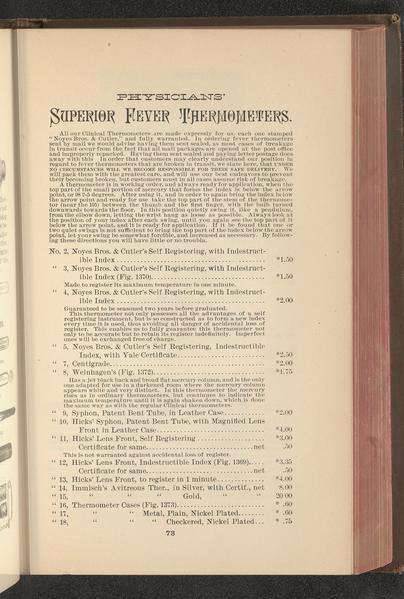 PHYSICIANS'
SUPERIOR FEVER THERMOMETERS.
All our Clinical Thermometers are made expressly for us, each one stamped
"Noyes Bros. & Cutler," and fully warranted. In ordering fever thermometers
sent by mail we would advise having them sealed, as most cases of breakage
in transit occur from the fact that all mail packages are opened at the post office
and improperly repacked. Having them sealed and paying letter postage does
away with this. In order that customers may clearly understand our position in
regard to fever thermometers that are broken in transit, we state here, that UNDER
NO CIRCUMSTANCES WILL WE BECOME RESPONSIBLE FOR THEIR SAFE DELIVERY. We
will pack them with the greatest care, and will use our best endeavors to prevent
their becoming broken, but customers must in all cases assume risk of breakage.
A thermometer is in working order, and always ready for application, when the
top part of the small portion of mercury that forms the index is below the arrow
point, or 98 2-5 degrees. After using it, and in order to again bring the index below
the arrow point and ready for use take the top part of the stem of the thermome-
ter (near the 110) between the thumb and the first finger, with the bulb turned
downwards towards the floor. In this position quietly swing it, like a pendulum,
from the elbow down, letting the wrist hang as loose as possible. Always look at
the position of your index after each swing, until you again see the top part of it
below the arrow point, and it is ready for application. If it be found that one or
two quiet swings is not sufficient to bring the top part of the index below the arrow
point, let your swing be somewhat forcible, and increased as necessary. By follow-
ing these directions you will have little or no trouble.
No. 2, Noyes Bros. & Cutler's Self Registering, with Indestruct-
ible Index *1.50
" 3, Noyes Bros. & Cutler's Self Registering, with Indestruct-
ible Index (Fig. 1370) *1.50
Made to register its maximum temperature in one minute.
" 4, Noyes Bros. & Cutler's Self Registering, with Indestruct-
ible Index *2.00
Guaranteed to be seasoned two years before graduated.
This thermometer not only possesses all the advantages of a self
registering instrument, but is so constructed as to form a new index
every time it is used, thus avoiding all danger of accidental loss of
register. This enables us to fully guarantee this thermometer not
only to be accurate but to retain its register indefinitely. Imperfect
ones will be exchanged free of charge.
" 5, Noyes Bros. & Cutler's Self Registering, Indestructible
Index, with Yale Certificate *2.50
" 7, Centigrade *2.00
" 8, Weinhagen's (Fig. 1372) *1.75
Has a jet black back and broad flat mercury column, and is the only
one adapted for use in a darkened room where the mercury column
appears white and very distinct. In this thermometer the mercury
rises as in ordinary thermometers, but continues to indicate the
maximum temperature until it is again shaken down, which is done
the same way as with the regular Clinical thermometers.
" 9, Syphon, Patent Bent Tube, in Leather Case *2.00
" 10, Hicks' Syphon, Patent Bent Tube, with Magnified Lens
Front in Leather Case *4.00
" 11, Hicks' Lens Front, Self Registering *3.00
Certificate for same net .50
This is not warranted against accidental loss of register.
" 12, Hicks' Lens Front, Indestructible Index (Fig. 1369) *3.35
Certificate for same net .50
" 13, Hicks' Lens Front, to register in 1 minute *4.00
" 14, Immisch's Avitreous Ther., in Silver, with Certif., net 8.00
" 15, " " " Gold, " " 20 00
" 16, Thermometer Cases (Fig. 1373) * .60
" 17, " " Metal, Plain, Nickel Plated * .60
" 18, " " " Checkered, Nickel Plated * .75
73